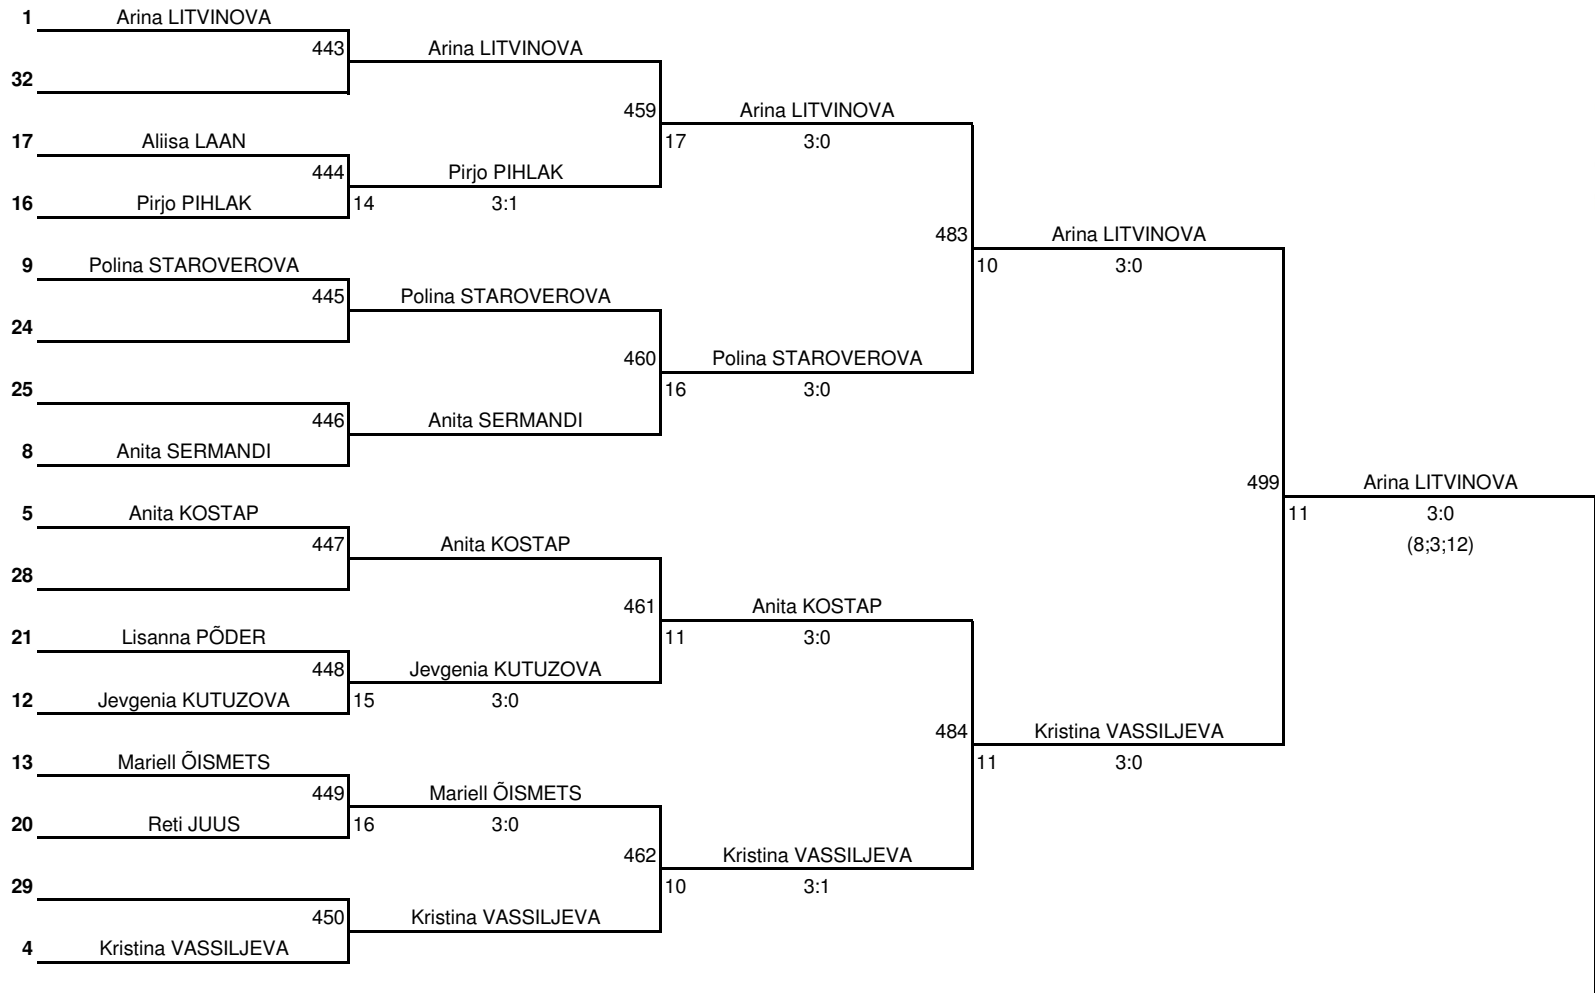 1 Arina LITVINOVA
443 Arina LITVINOVA
32
459 Arina LITVINOVA
17 Aliisa LAAN 17 3:0
444 Pirjo PIHLAK
16 Pirjo PIHLAK 14 3:1
483 Arina LITVINOVA
9 Polina STAROVEROVA 10 3:0
445 Polina STAROVEROVA
24
460 Polina STAROVEROVA
25 16 3:0
446 Anita SERMANDI
8 Anita SERMANDI
499 Arina LITVINOVA
5 Anita KOSTAP 11 3:0
447 Anita KOSTAP (8;3;12)
28
461 Anita KOSTAP
21 Lisanna PÕDER 11 3:0
448 Jevgenia KUTUZOVA
12 Jevgenia KUTUZOVA 15 3:0
484 Kristina VASSILJEVA
13 Mariell ÕISMETS 11 3:0
449 Mariell ÕISMETS
20 Reti JUUS 16 3:0
462 Kristina VASSILJEVA
29 10 3:1
450 Kristina VASSILJEVA
4 Kristina VASSILJEVA